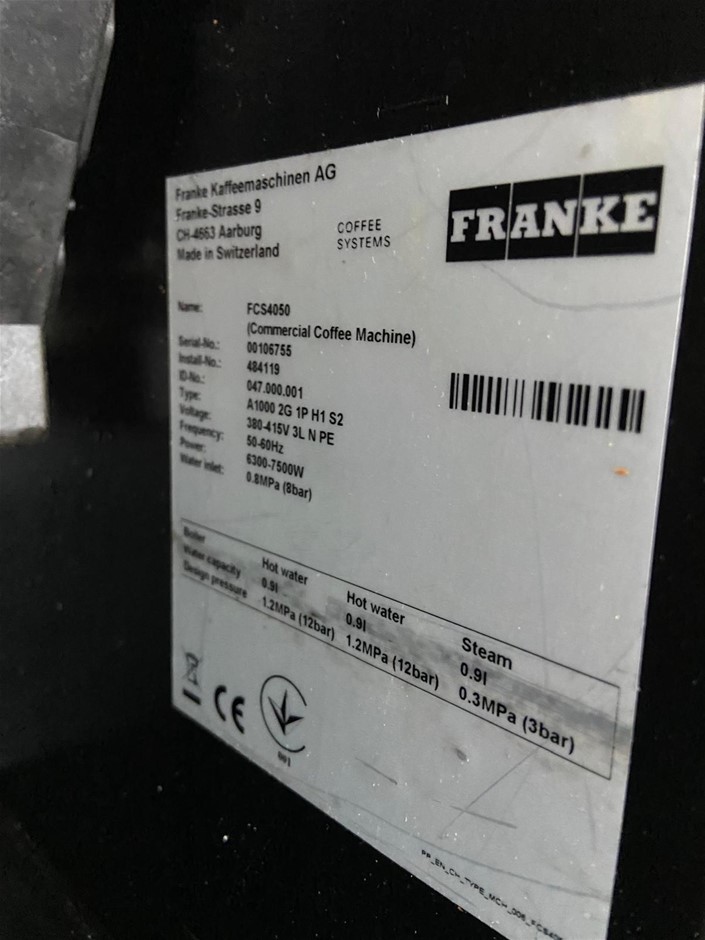 Franke Kaffeemaschinen AG
Franke-Strasse 9
CH-4663 Aarburg
Made in Switzerland
COFFEE
SYSTEMS
FRANKE
Name: FCS4050
(Commercial Coffee Machine)
Serial-No.: 00106755
Install-No.: 484119
ID-No.: 047.000.001
Type: A1000 2G 1P H1 S2
Voltage: 380-415V 3L N PE
Frequency: 50-60Hz
Power: 6300-7500W
Water inlet: 0.8MPa (8bar)
Boiler Hot water Hot water Steam
Water capacity 0.9l 0.9l 0.9l
Design pressure 1.2MPa (12bar) 1.2MPa (12bar) 0.3MPa (3bar)
CE
001